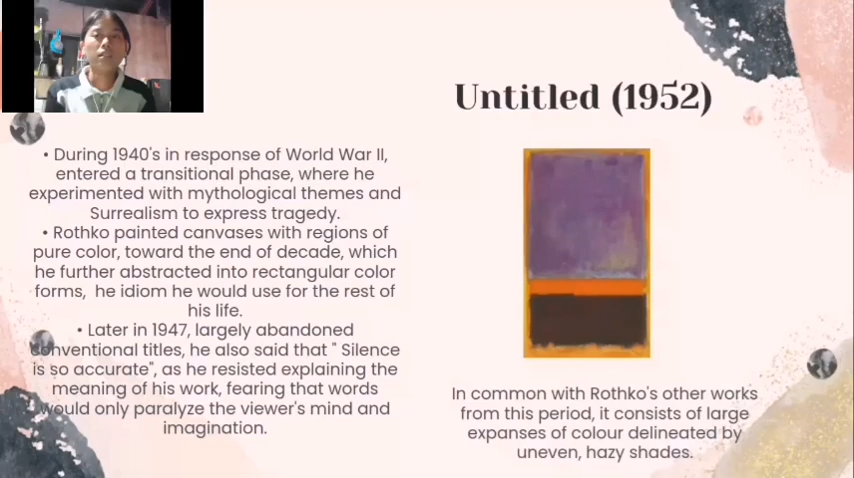 Untitled (1952)
• During 1940's in response of World War II,
entered a transitional phase, where he
experimented with mythological themes and
Surrealism to express tragedy.
• Rothko painted canvases with regions of
pure color, toward the end of decade, which
he further abstracted into rectangular color
forms,  he idiom he would use for the rest of
his life.
• Later in 1947, largely abandoned
conventional titles, he also said that " Silence
is so accurate", as he resisted explaining the
meaning of his work, fearing that words
would only paralyze the viewer's mind and
imagination.
In common with Rothko's other works
from this period, it consists of large
expanses of colour delineated by
uneven, hazy shades.